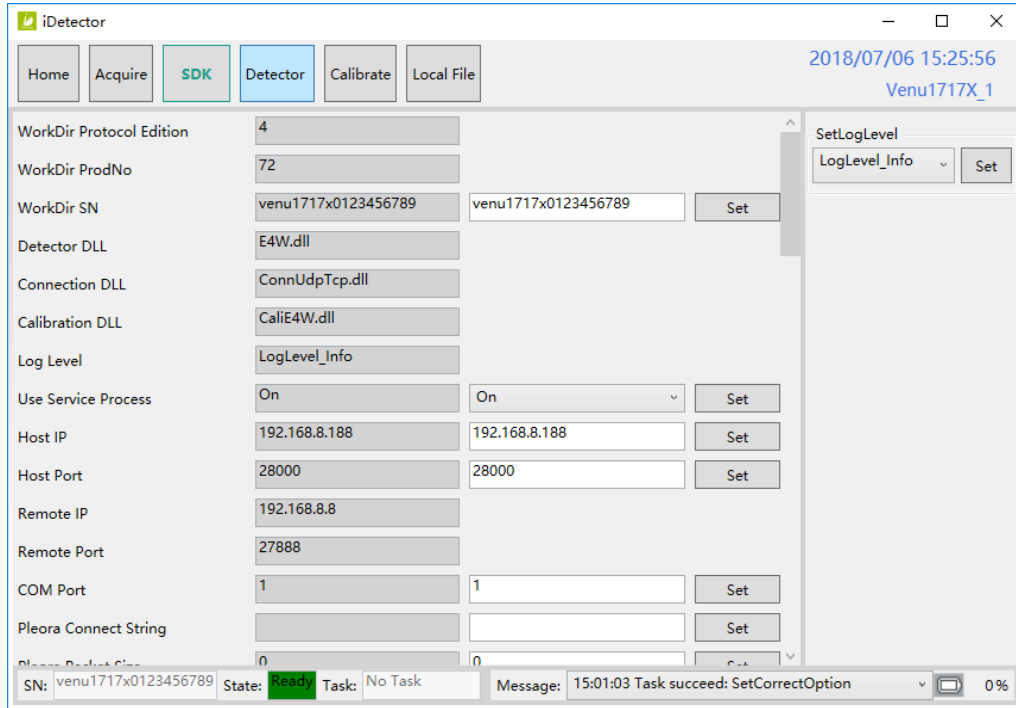 iDetector
Home Acquire SDK Detector Calibrate Local File
2018/07/06 15:25:56
Venu1717X_1
WorkDir Protocol Edition 4
WorkDir ProdNo 72
WorkDir SN venu1717x0123456789 venu1717x0123456789 Set
Detector DLL E4W.dll
Connection DLL ConnUdpTcp.dll
Calibration DLL CaliE4W.dll
Log Level LogLevel_Info
Use Service Process On On Set
Host IP 192.168.8.188 192.168.8.188 Set
Host Port 28000 28000 Set
Remote IP 192.168.8.8
Remote Port 27888
COM Port 1 1 Set
Pleora Connect String Set
Pleora Packet Size 0 0 Set
SetLogLevel
LogLevel_Info Set
SN: venu1717x0123456789 State: Ready Task: No Task Message: 15:01:03 Task succeed: SetCorrectOption 0%